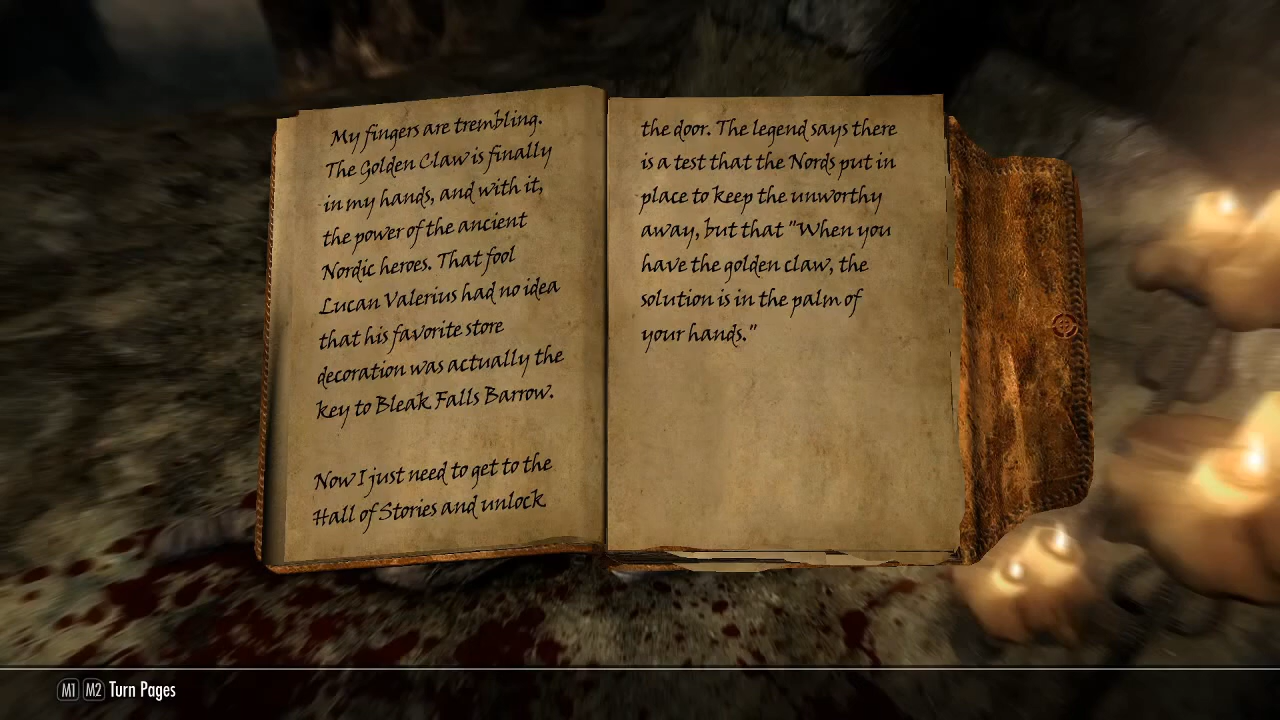 My fingers are trembling.
The Golden Claw is finally
in my hands, and with it,
the power of the ancient
Nordic heroes. That fool
Lucan Valerius had no idea
that his favorite store
decoration was actually the
key to Bleak Falls Barrow.
Now I just need to get to the
Hall of Stories and unlock
the door. The legend says there
is a test that the Nords put in
place to keep the unworthy
away, but that "When you
have the golden claw, the
solution is in the palm of
your hands."
M1 M2 Turn Pages